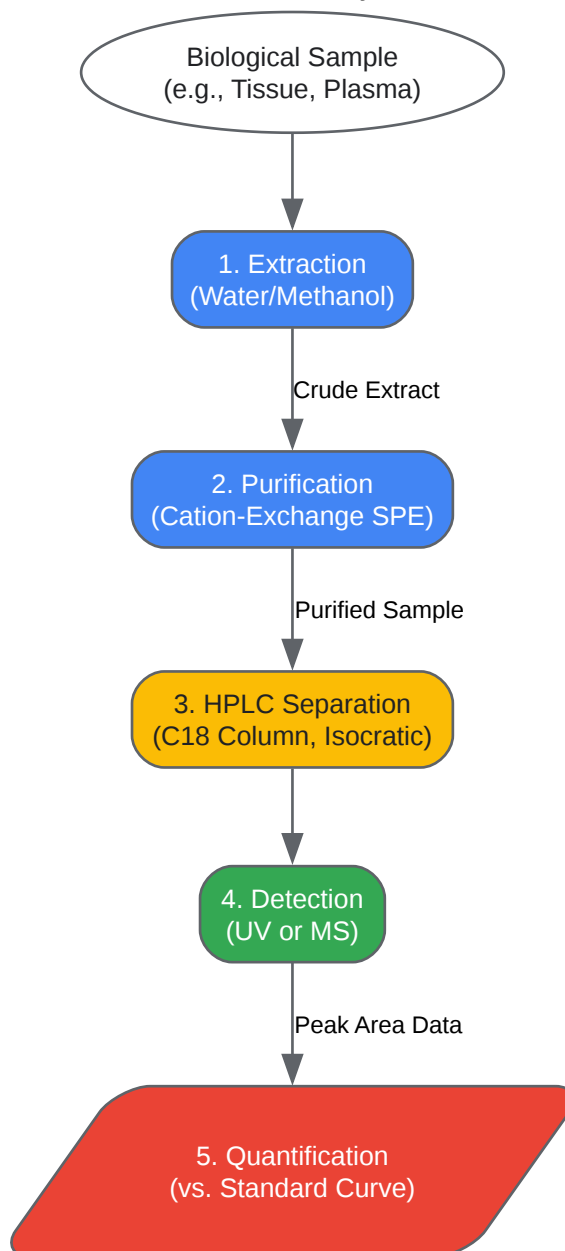 Biological Sample
(e.g., Tissue, Plasma)
1. Extraction
(Water/Methanol)
Crude Extract
2. Purification
(Cation-Exchange SPE)
Purified Sample
3. HPLC Separation
(C18 Column, Isocratic)
4. Detection
(UV or MS)
Peak Area Data
5. Quantification
(vs. Standard Curve)